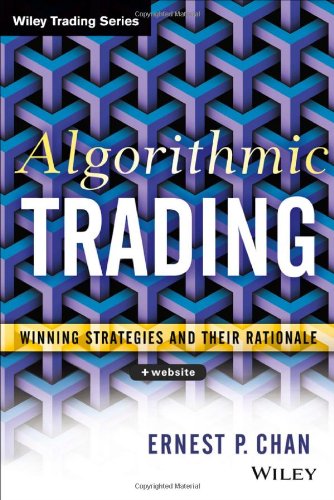 Wiley Trading Series
Algorithmic
TRADING
WINNING STRATEGIES AND THEIR RATIONALE
+ website
ERNEST P. CHAN
WILEY